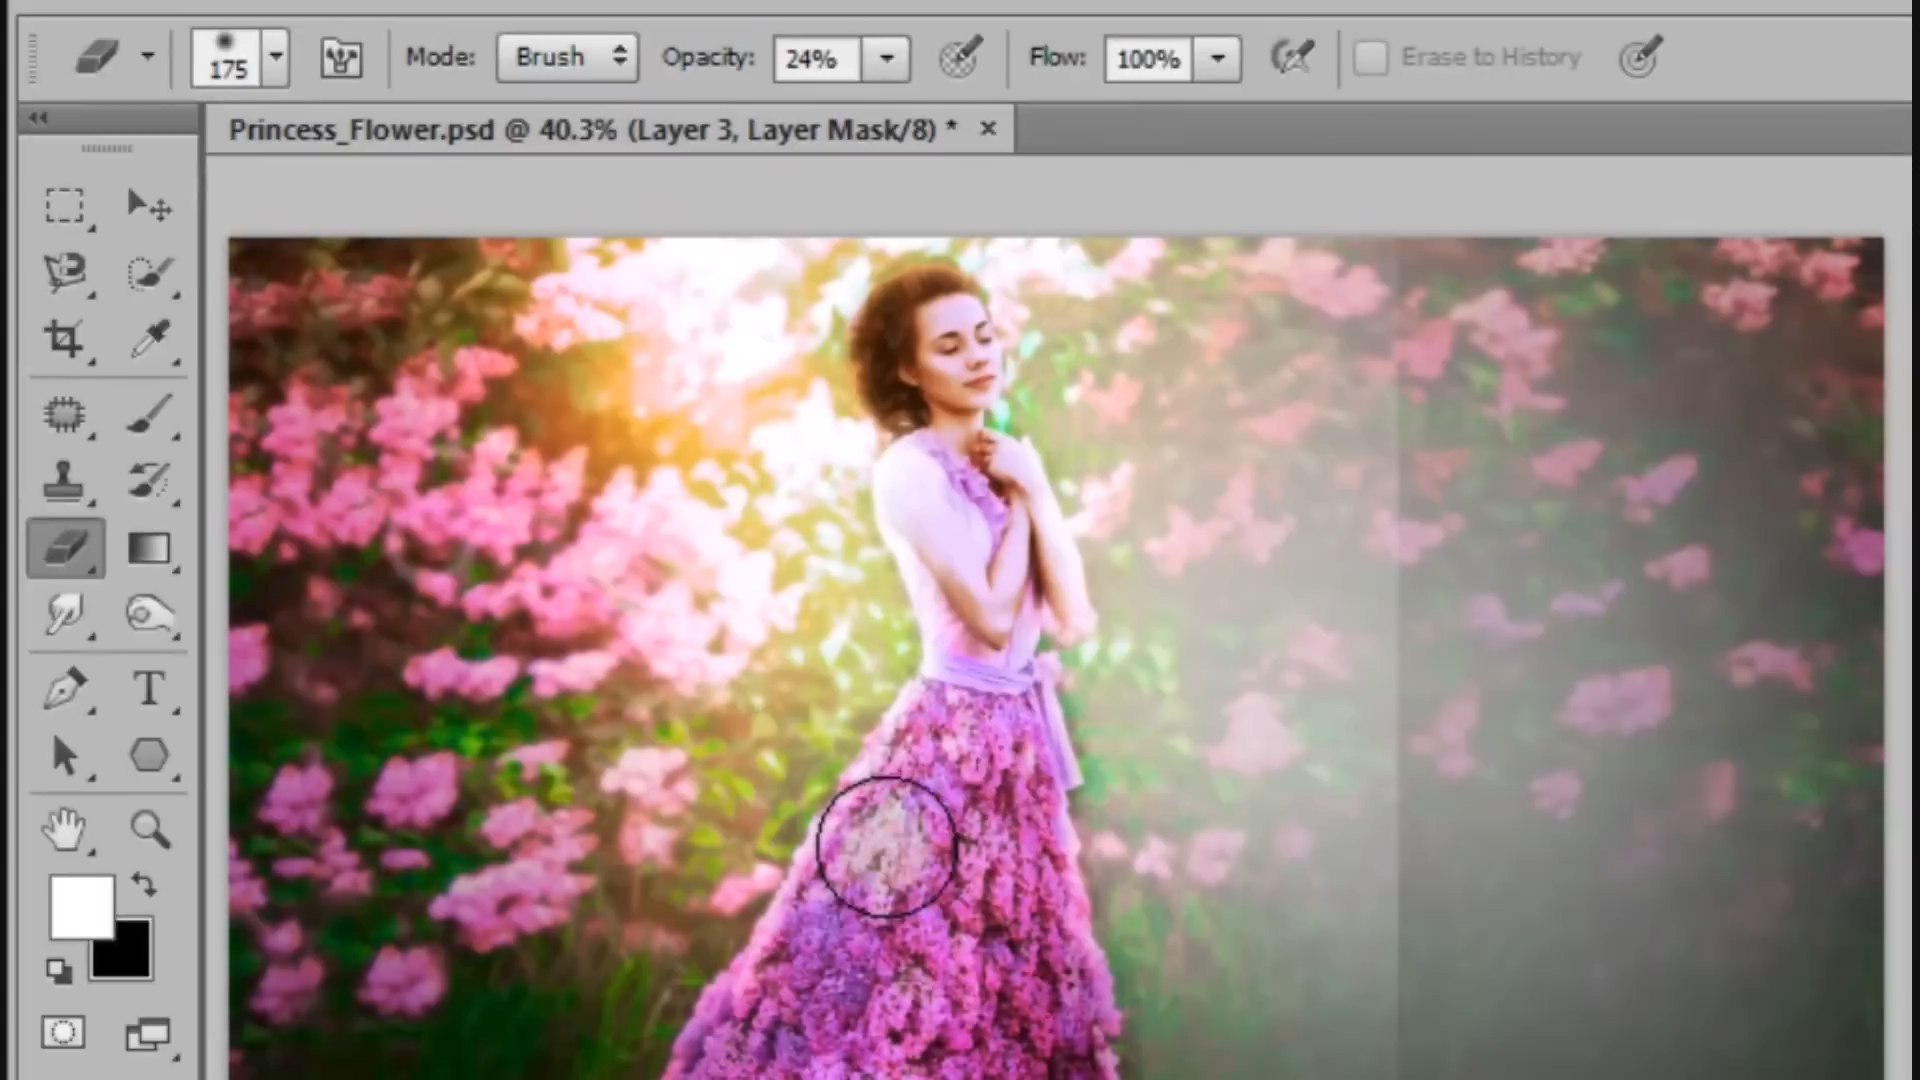 175 Mode: Brush Opacity: 24% Flow: 100% Erase to History
Princess_Flower.psd @ 40.3% (Layer 3, Layer Mask/8) * ×
T